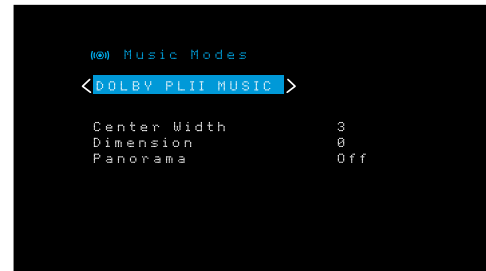 Music Modes
DOLBY PLII MUSIC
Center Width 3
Dimension 0
Panorama Off